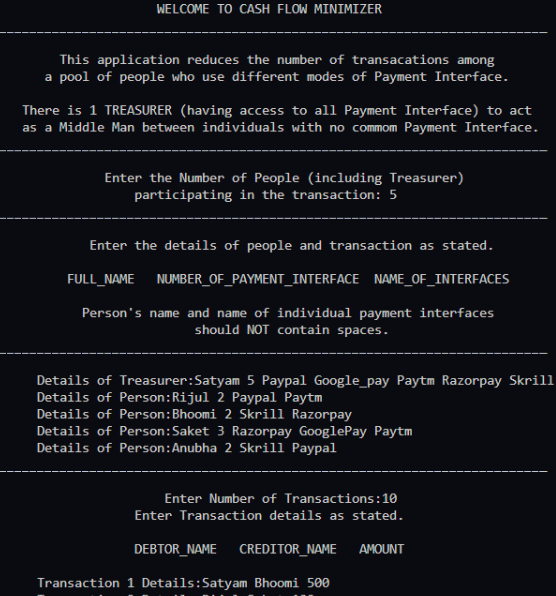 WELCOME TO CASH FLOW MINIMIZER
This application reduces the number of transacations among
a pool of people who use different modes of Payment Interface.
There is 1 TREASURER (having access to all Payment Interface) to act
as a Middle Man between individuals with no commom Payment Interface.
Enter the Number of People (including Treasurer)
participating in the transaction: 5
Enter the details of people and transaction as stated.
FULL_NAME NUMBER_OF_PAYMENT_INTERFACE NAME_OF_INTERFACES
Person's name and name of individual payment interfaces
should NOT contain spaces.
Details of Treasurer:Satyam 5 Paypal Google_pay Paytm Razorpay Skrill
Details of Person:Rijul 2 Paypal Paytm
Details of Person:Bhoomi 2 Skrill Razorpay
Details of Person:Saket 3 Razorpay GooglePay Paytm
Details of Person:Anubha 2 Skrill Paypal
Enter Number of Transactions:10
Enter Transaction details as stated.
DEBTOR_NAME CREDITOR_NAME AMOUNT
Transaction 1 Details:Satyam Bhoomi 500